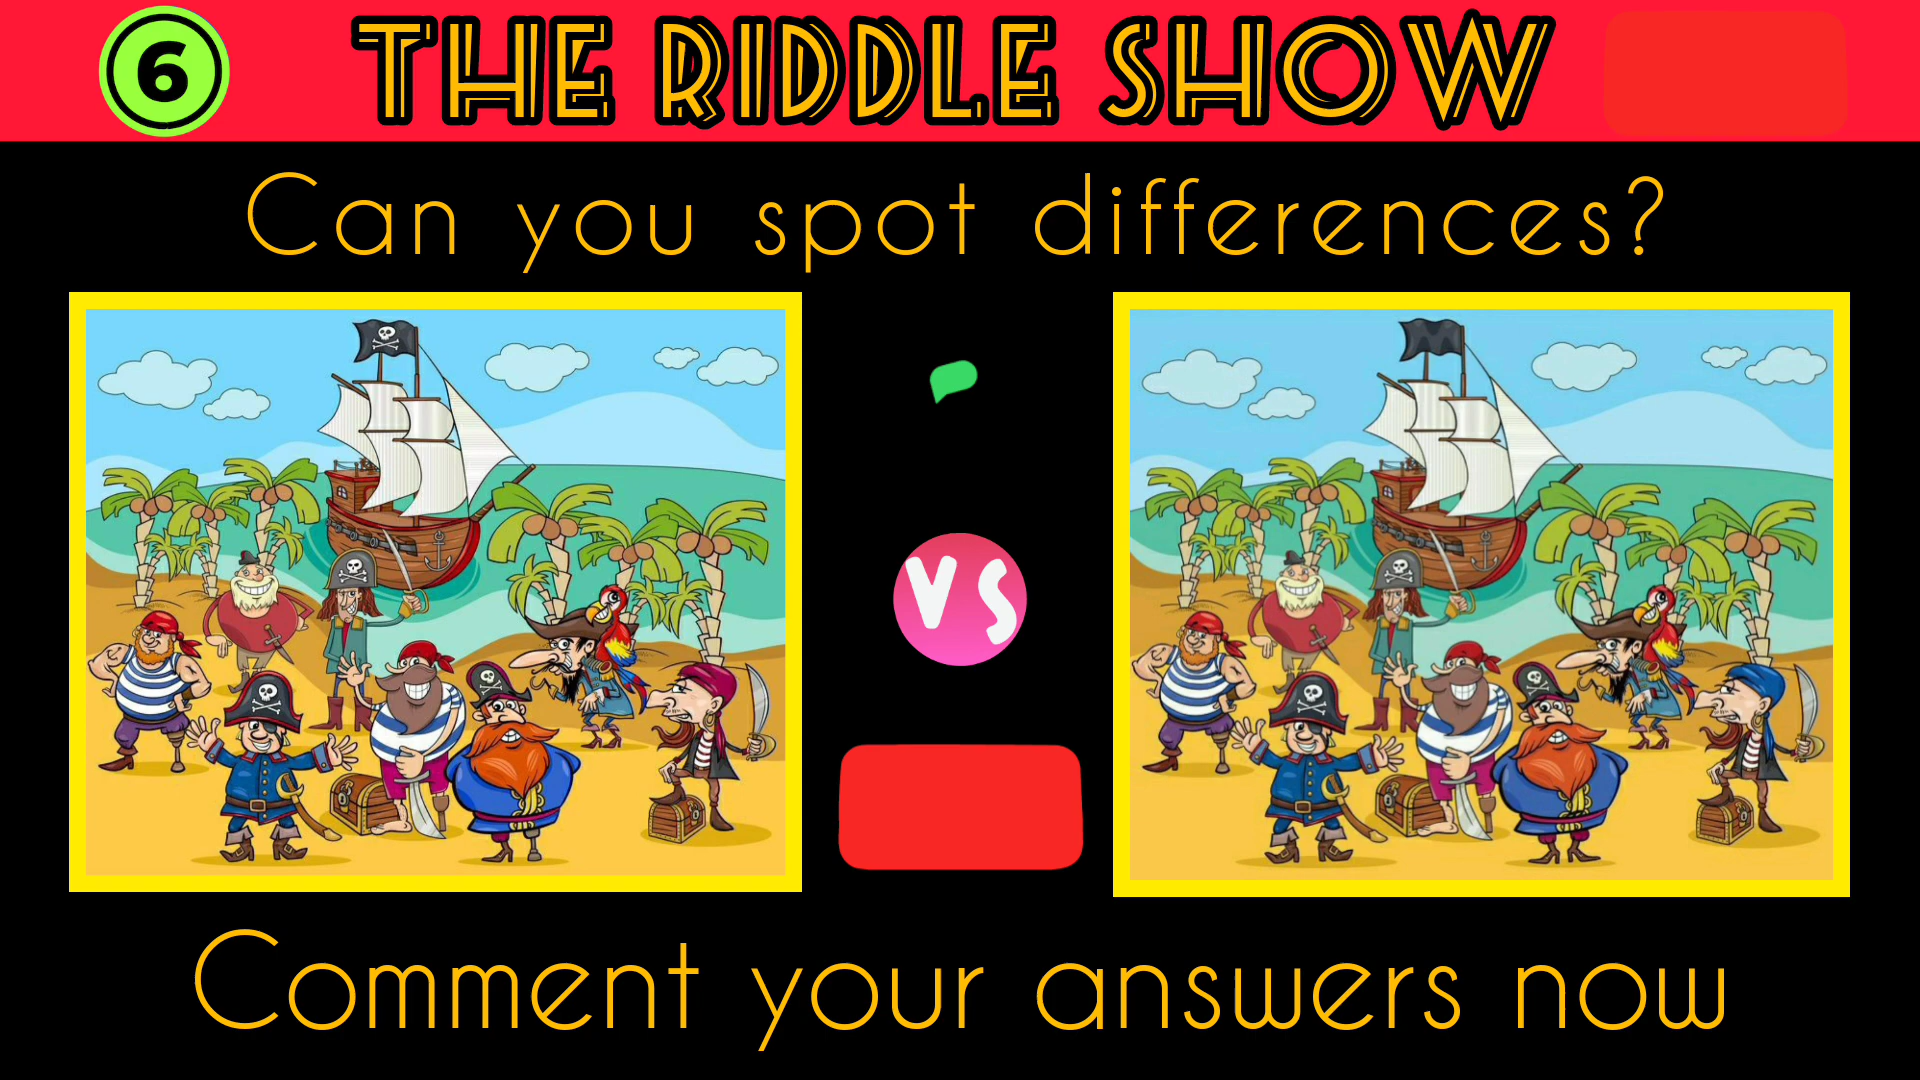 6
THE RIDDLE SHOW
Can you spot differences?
VS
Comment your answers now